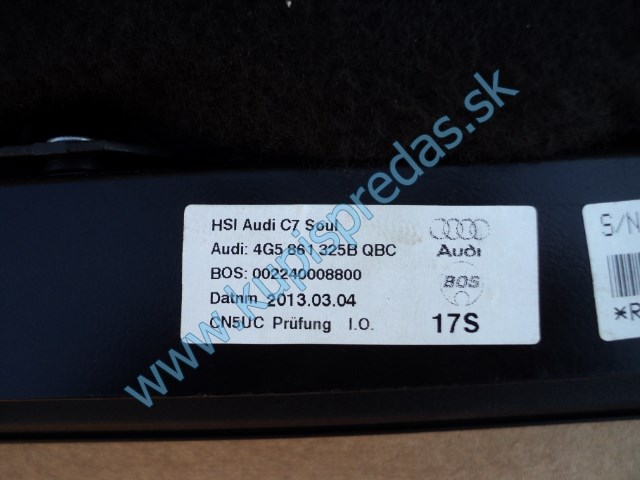 HSI Audi C7 Soul
Audi: 4G5 861 325B QBC
Audi
BOS: 002240008800
BOS
Datum 2013.03.04
CN5UC Prüfung I.O.
17S
S/N
*R
www.kupispredas.sk